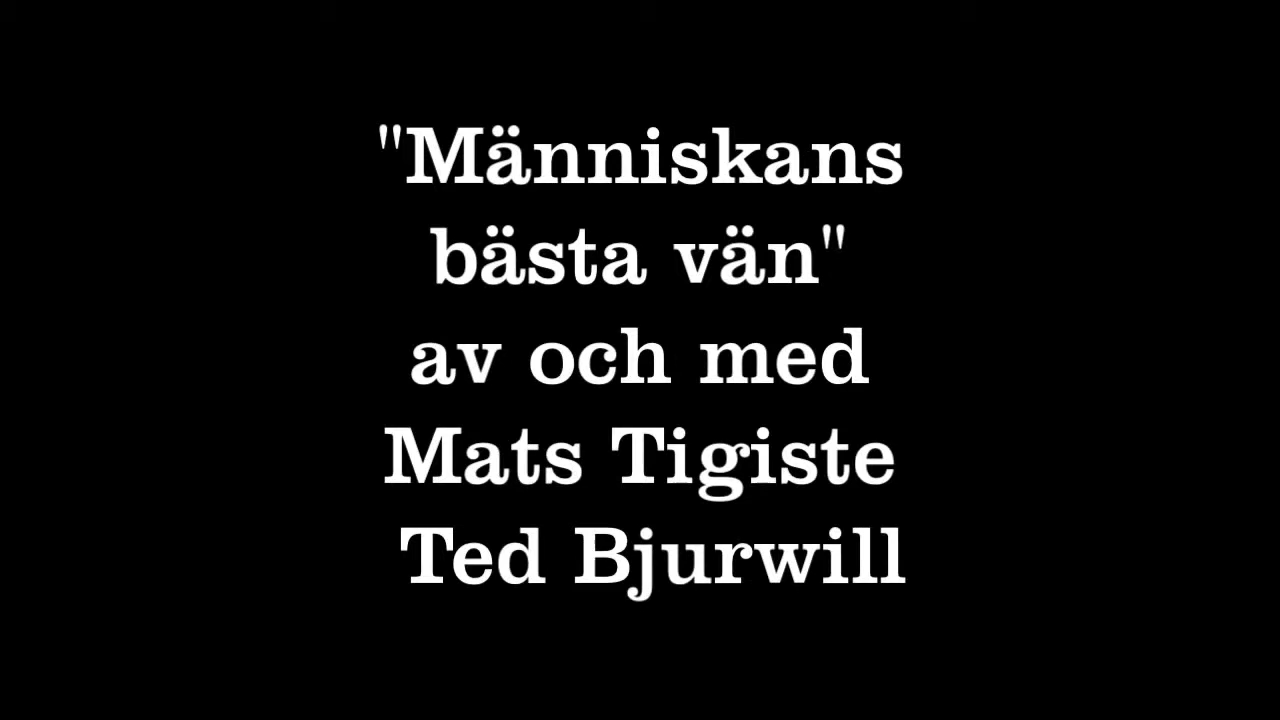 "Människans
bästa vän"
av och med
Mats Tigiste
Ted Bjurwill